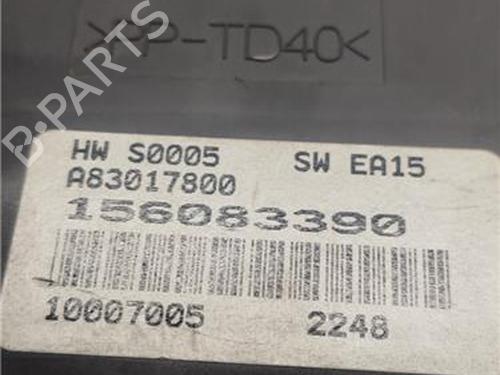 >PP-TD40<
B-PARTS
HW S0005 SW EA15
A83017800
156083390
10007005 2248